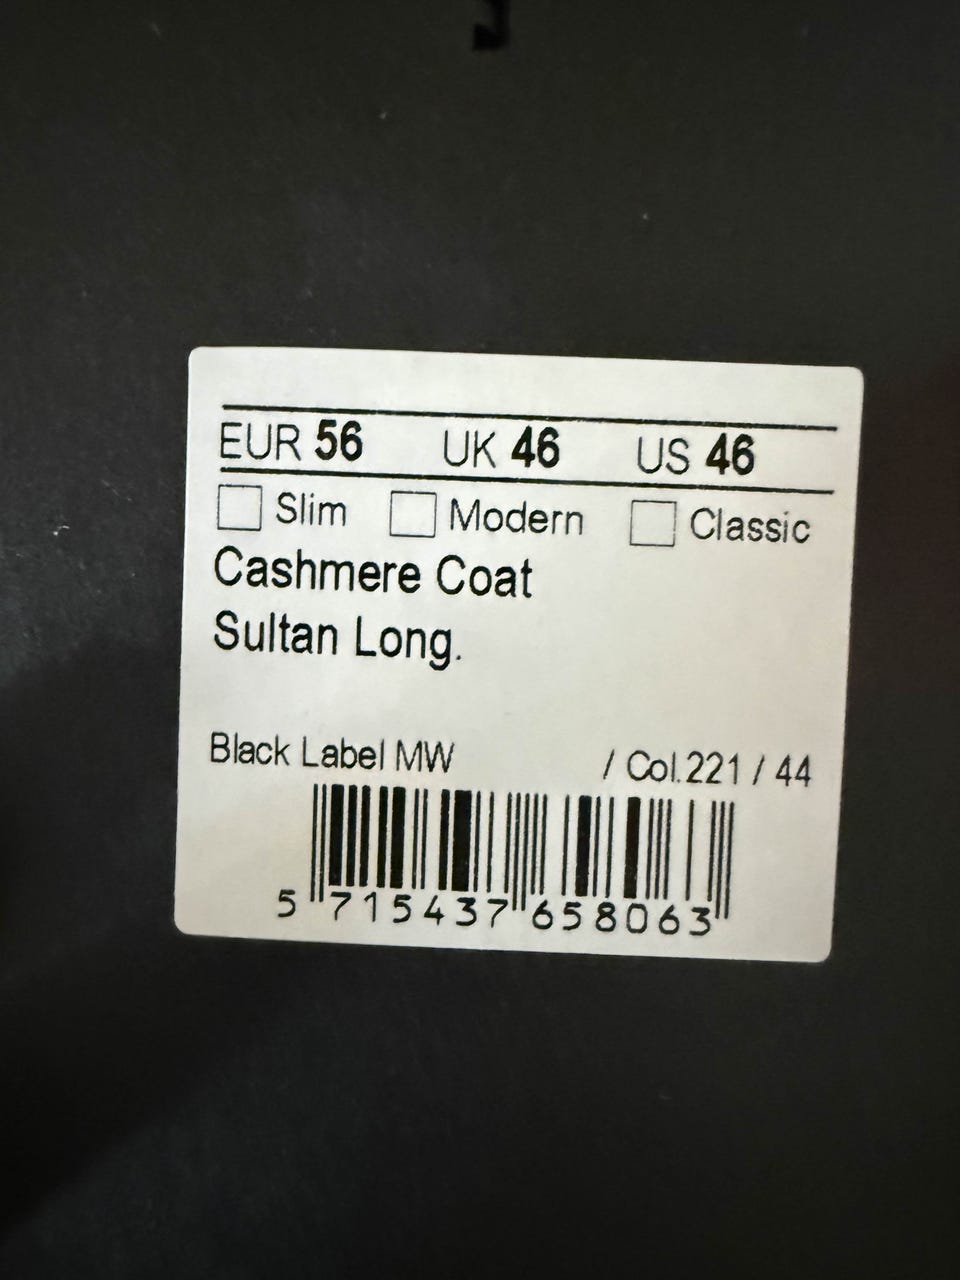 EUR 56 UK 46 US 46
Slim Modern Classic
Cashmere Coat
Sultan Long.
Black Label MW / Col.221 / 44
5 715437 658063